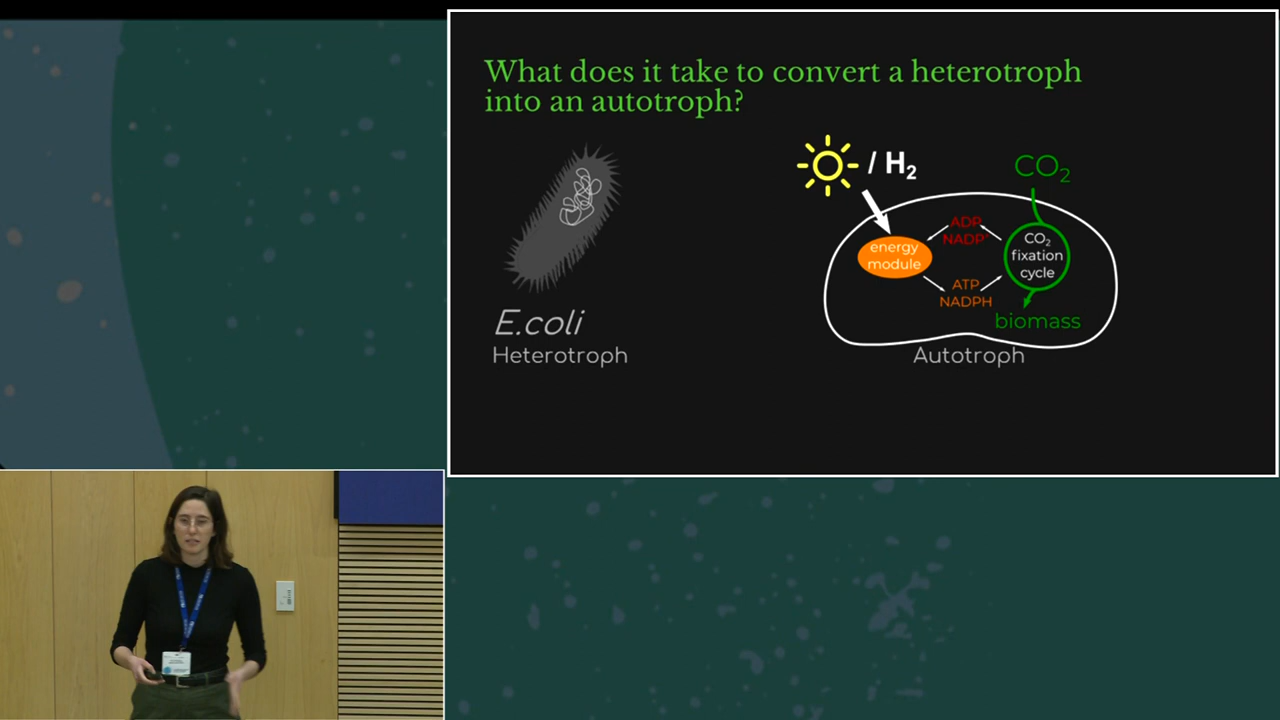 What does it take to convert a heterotroph
into an autotroph?
/ H₂
CO₂
ADP
NADP⁺
energy
module
CO₂
fixation
cycle
ATP
NADPH
biomass
E.coli
Heterotroph
Autotroph